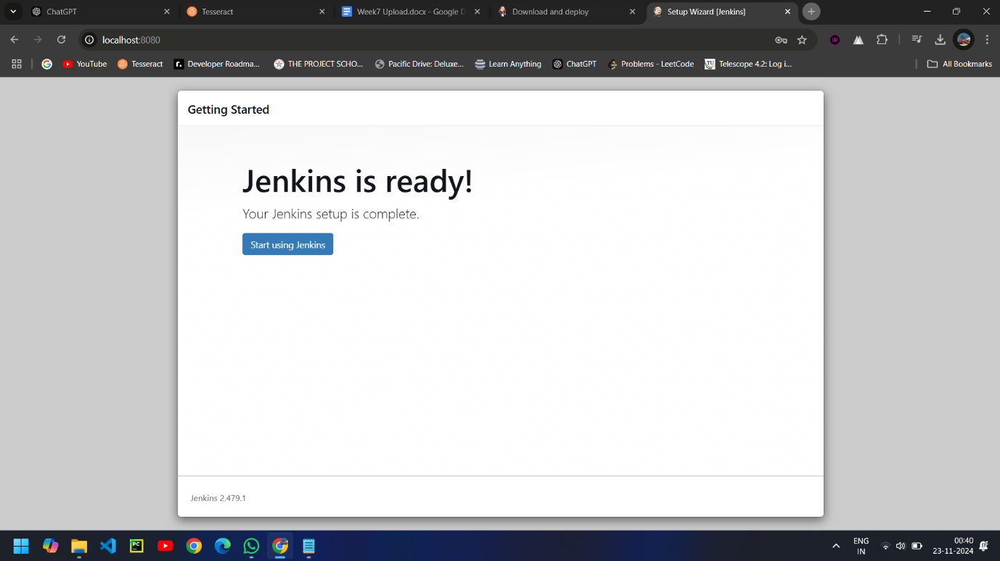 ChatGPT
Tesseract
Week7 Upload.docx - Google D
Download and deploy
Setup Wizard [Jenkins]
localhost:8080
YouTube
Tesseract
Developer Roadma...
THE PROJECT SCHO...
Pacific Drive: Deluxe...
Learn Anything
ChatGPT
Problems - LeetCode
Telescope 4.2: Log i...
All Bookmarks
Getting Started
Jenkins is ready!
Your Jenkins setup is complete.
Start using Jenkins
Jenkins 2.479.1
ENG
IN
00:40
23-11-2024